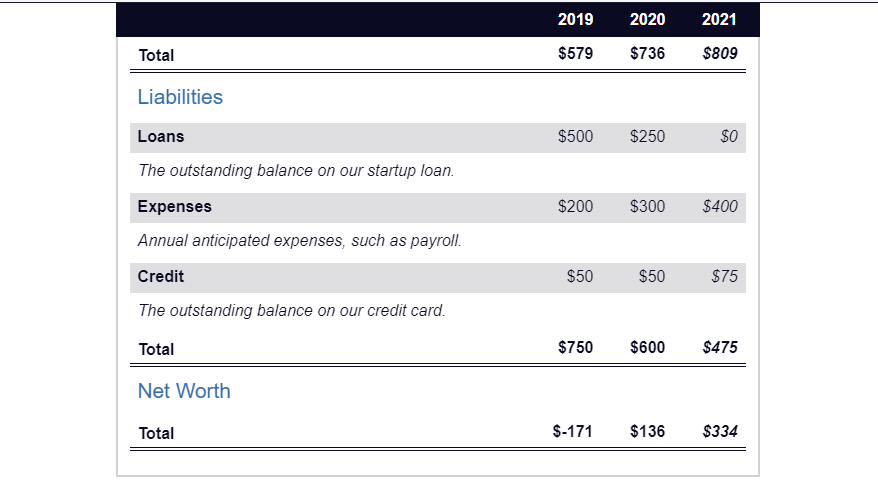 2019 2020 2021
Total $579 $736 $809
Liabilities
Loans $500 $250 $0
The outstanding balance on our startup loan.
Expenses $200 $300 $400
Annual anticipated expenses, such as payroll.
Credit $50 $50 $75
The outstanding balance on our credit card.
Total $750 $600 $475
Net Worth
Total $-171 $136 $334